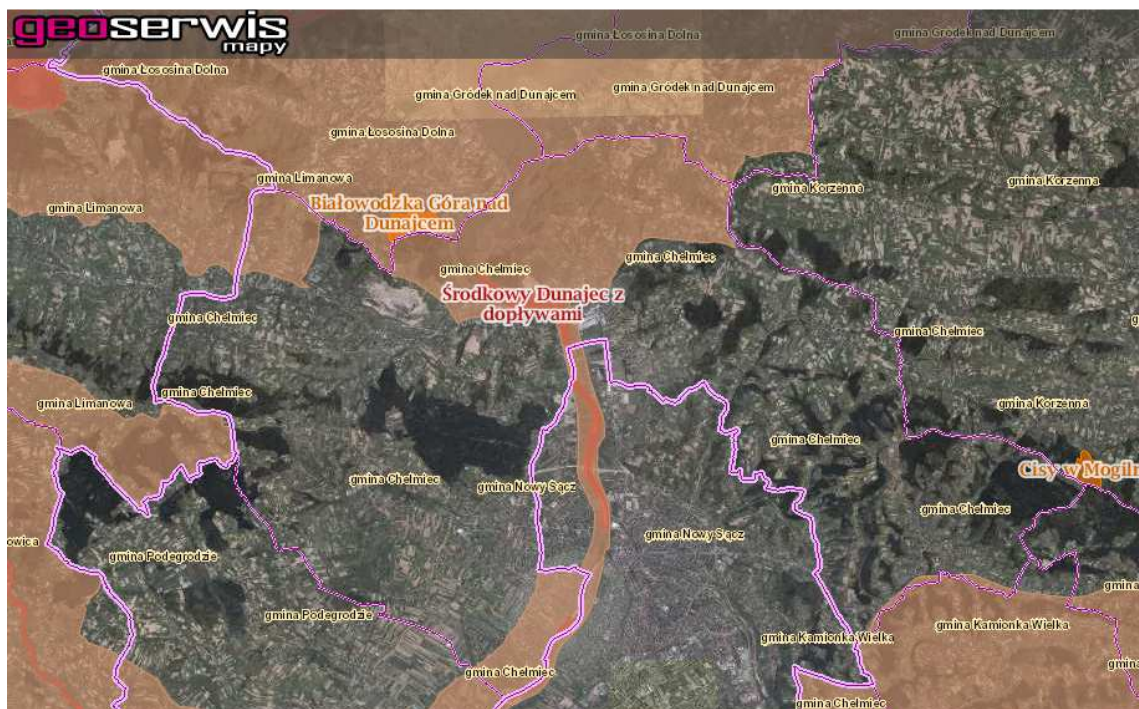 geoserwis
mapy
gmina Łososina Dolna
gmina Gródek nad Dunajcem
gmina Łososina Dolna
gmina Gródek nad Dunajcem
gmina Gródek nad Dunajcem
gmina Łososina Dolna
gmina Limanowa
gmina Korzenna
gmina Korzenna
gmina Limanowa
Białowodzka Góra nad
Dunajcem
gmina Chełmiec
gmina Chełmiec
Środkowy Dunajec z
dopływami
gmina Chełmiec
gmina Chełmiec
gmina Chełmiec
gmina Limanowa
gmina Korzenna
gmina Chełmiec
Cisy w Mogiln
gmina Chełmiec
gmina Nowy Sącz
gmina Chełmiec
gmina Nowy Sącz
owica
gmina Podegrodzie
gmina Podegrodzie
gmina Kamionka Wielka
gmina Kamionka Wielka
gmina Chełmiec
gmina Chełmiec